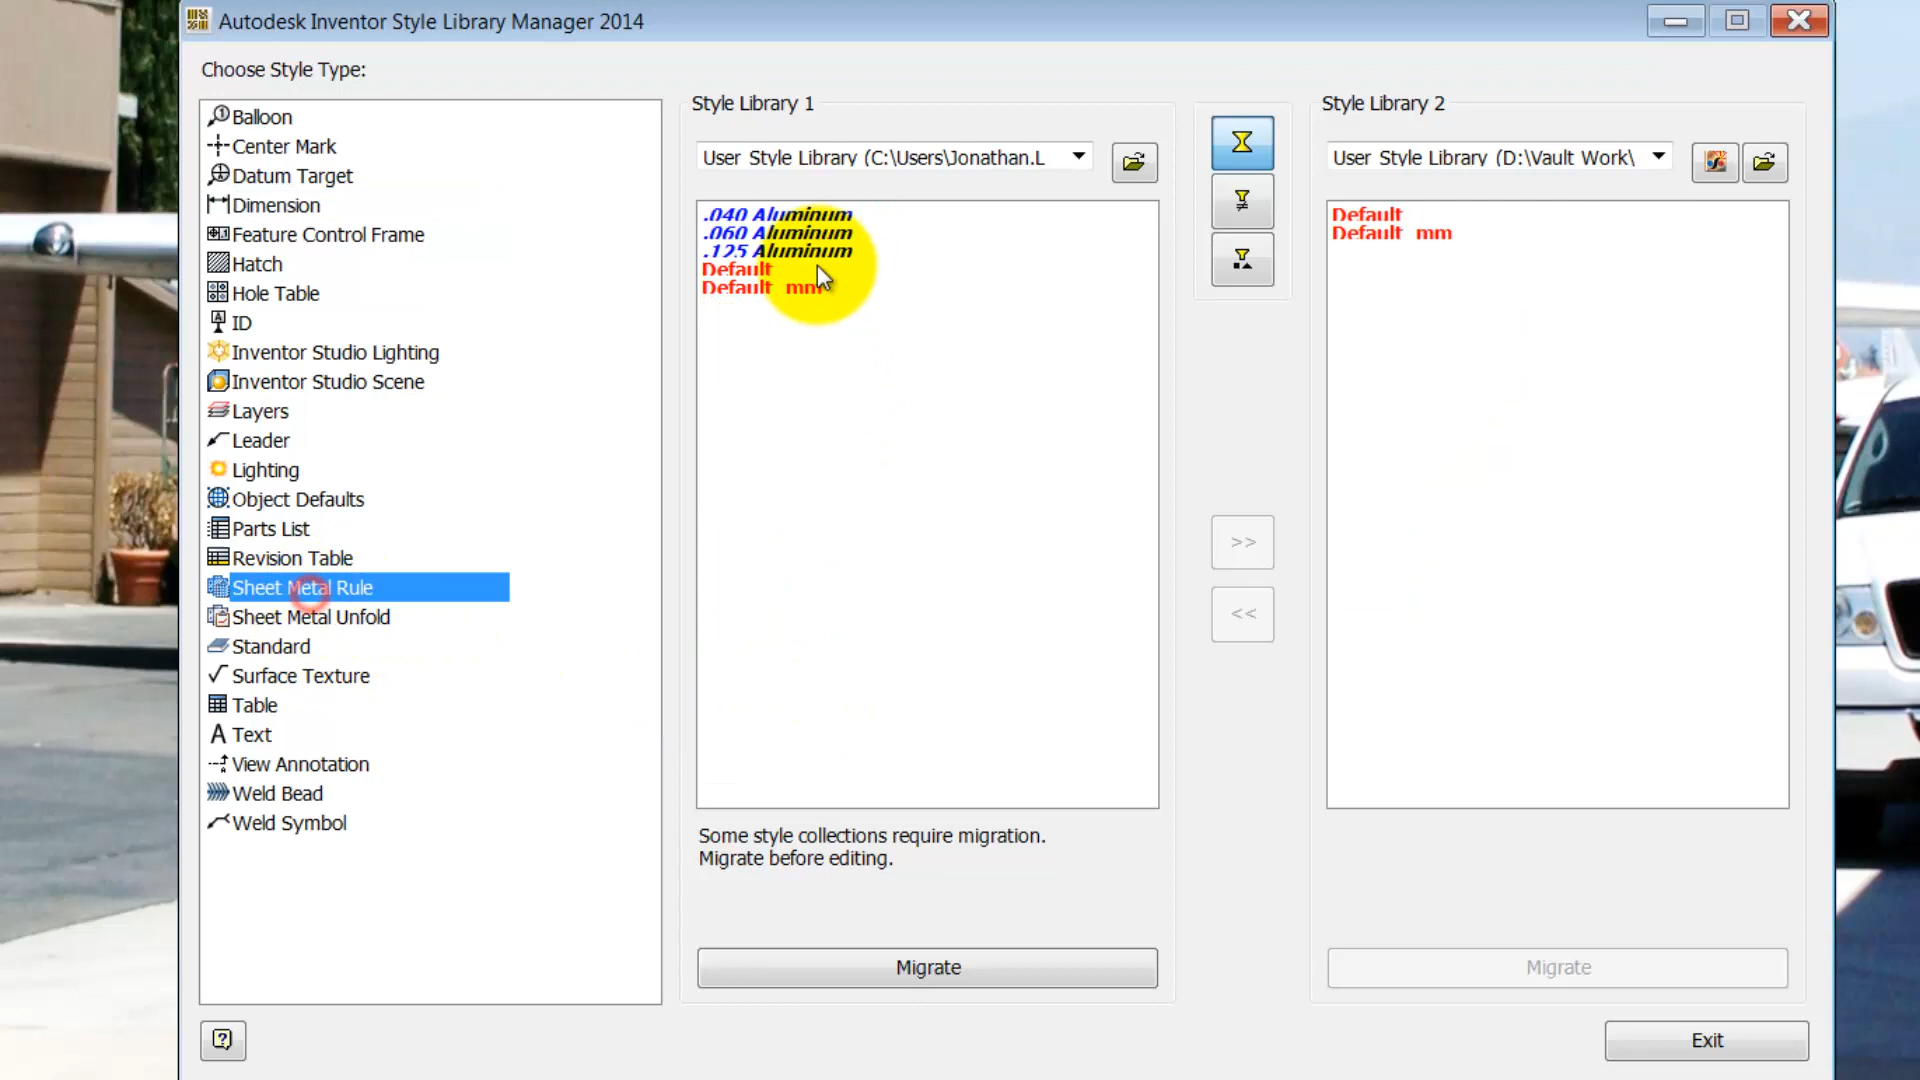 Autodesk Inventor Style Library Manager 2014
Choose Style Type:
Balloon
Center Mark
Datum Target
Dimension
Feature Control Frame
Hatch
Hole Table
ID
Inventor Studio Lighting
Inventor Studio Scene
Layers
Leader
Lighting
Object Defaults
Parts List
Revision Table
Sheet Metal Rule
Sheet Metal Unfold
Standard
Surface Texture
Table
Text
View Annotation
Weld Bead
Weld Symbol
Style Library 1
User Style Library (C:\Users\Jonathan.L
.040 Aluminum
.060 Aluminum
.125 Aluminum
Default
Default mm
Some style collections require migration.
Migrate before editing.
Migrate
>>
<<
Style Library 2
User Style Library (D:\Vault Work\
Default
Default mm
Migrate
Exit